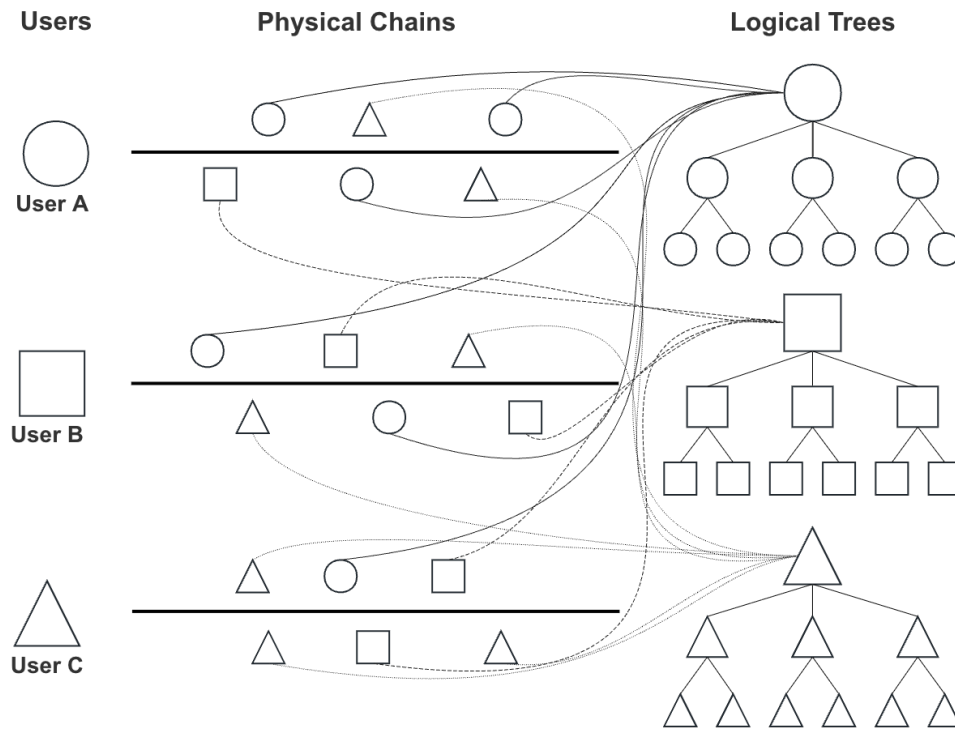 Users
Physical Chains
Logical Trees
User A
User B
User C